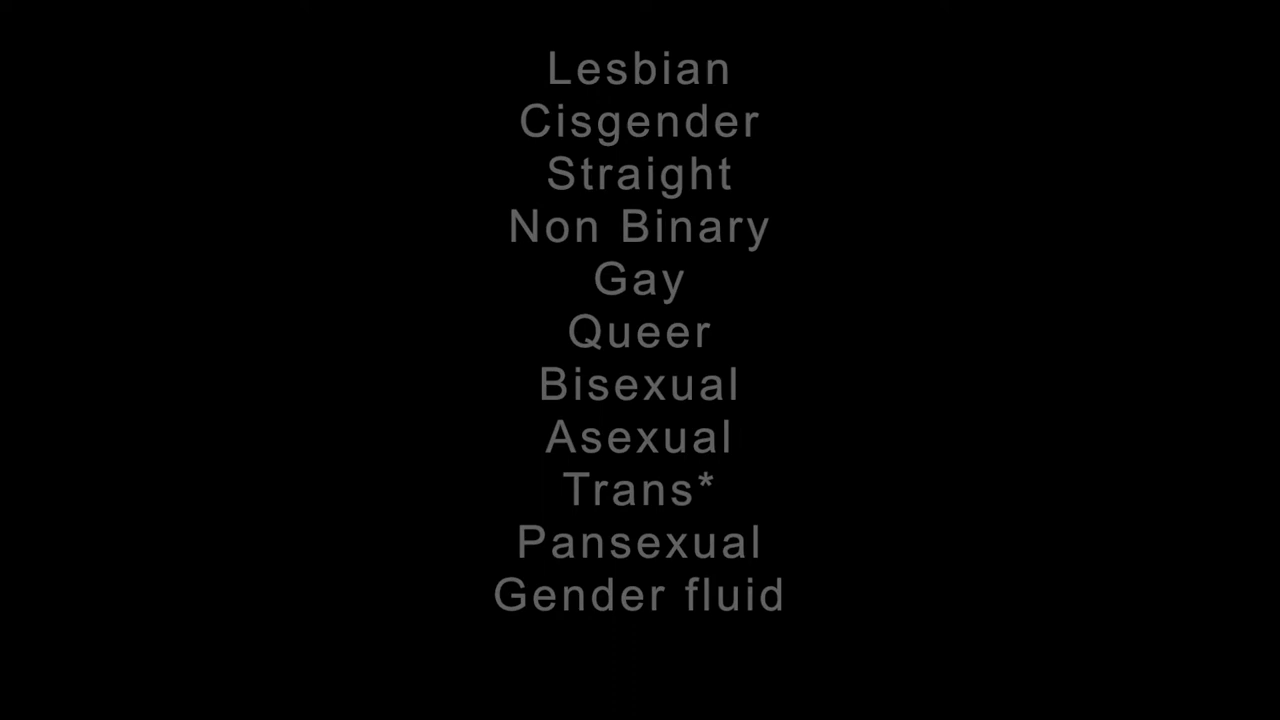 Lesbian
Cisgender
Straight
Non Binary
Gay
Queer
Bisexual
Asexual
Trans*
Pansexual
Gender fluid